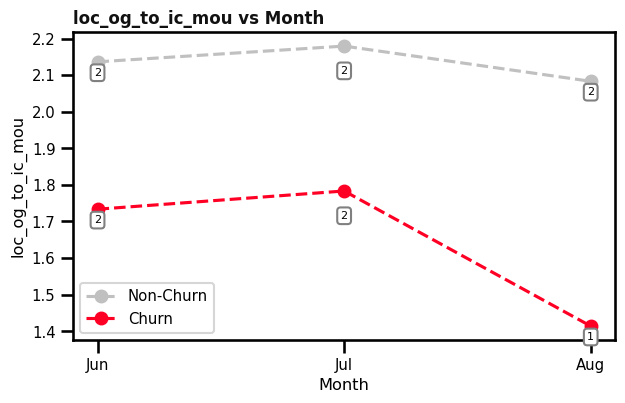 loc_og_to_ic_mou vs Month
loc_og_to_ic_mou
2.2
2.1
2.0
1.9
1.8
1.7
1.6
1.5
1.4
2
2
2
2
2
1
Non-Churn
Churn
Jun
Jul
Aug
Month